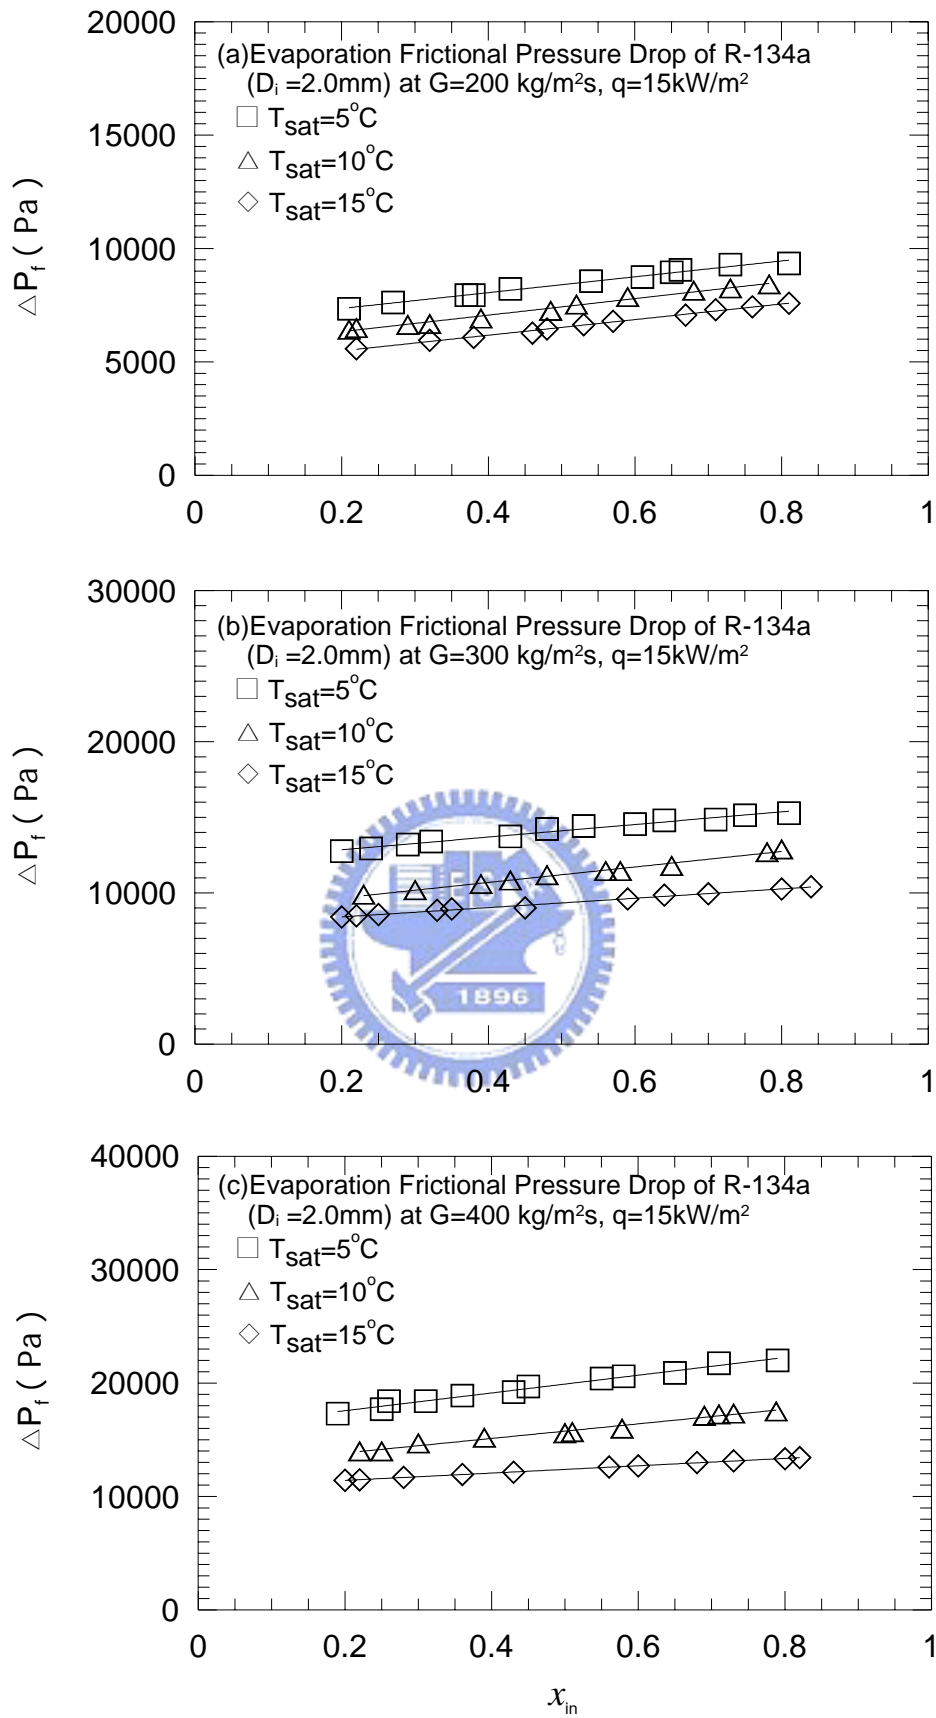 20000
(a)Evaporation Frictional Pressure Drop of R-134a
(Di =2.0mm) at G=200 kg/m²s, q=15kW/m²
Tsat=5°C
Tsat=10°C
Tsat=15°C
15000
10000
5000
0
△Pf ( Pa )
0 0.2 0.4 0.6 0.8 1
30000
(b)Evaporation Frictional Pressure Drop of R-134a
(Di =2.0mm) at G=300 kg/m²s, q=15kW/m²
Tsat=5°C
Tsat=10°C
Tsat=15°C
20000
10000
0
△Pf ( Pa )
1896
0 0.2 0.4 0.6 0.8 1
40000
(c)Evaporation Frictional Pressure Drop of R-134a
(Di =2.0mm) at G=400 kg/m²s, q=15kW/m²
Tsat=5°C
Tsat=10°C
Tsat=15°C
30000
20000
10000
0
△Pf ( Pa )
0 0.2 0.4 0.6 0.8 1
xin